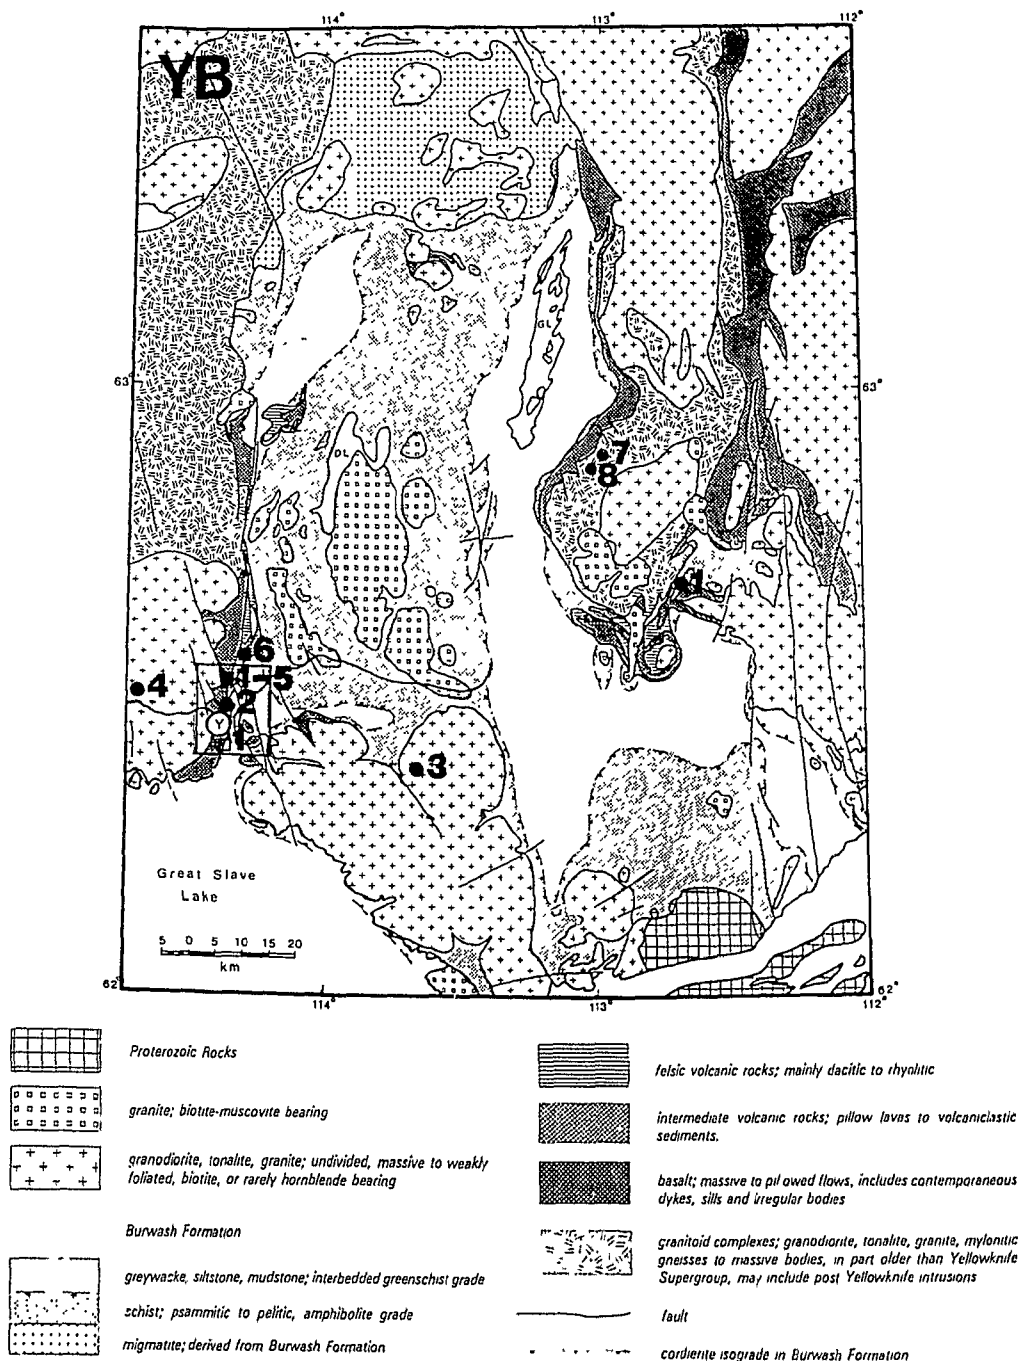 114° 113° 112°
YB
GL
63° 63°
DL
7
8
1
6
1-5
4
2
Y
1
3
Great Slave
Lake
5 0 5 10 15 20
km
62° 62°
114° 113° 112°
Proterozoic Rocks
granite; biotite-muscovite bearing
granodiorite, tonalite, granite; undivided, massive to weakly
foliated, biotite, or rarely hornblende bearing
Burwash Formation
greywacke, siltstone, mudstone; interbedded greenschist grade
schist; psammitic to pelitic, amphibolite grade
migmatite; derived from Burwash Formation
felsic volcanic rocks; mainly dacitic to rhyolitic
intermediate volcanic rocks; pillow lavas to volcaniclastic
sediments.
basalt; massive to pillowed flows, includes contemporaneous
dykes, sills and irregular bodies
granitoid complexes; granodiorite, tonalite, granite, mylonitic
gneisses to massive bodies, in part older than Yellowknife
Supergroup, may include post Yellowknife intrusions
fault
cordierite isograde in Burwash Formation